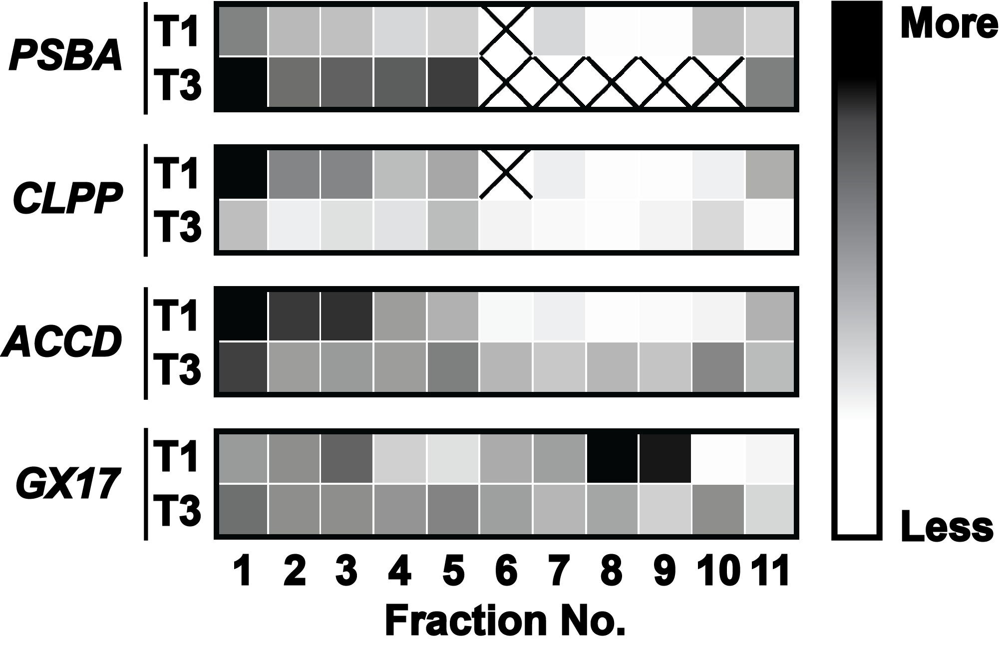 PSBA
T1
T3
CLPP
T1
T3
ACCD
T1
T3
GX17
T1
T3
1 2 3 4 5 6 7 8 9 10 11
Fraction No.
More
Less